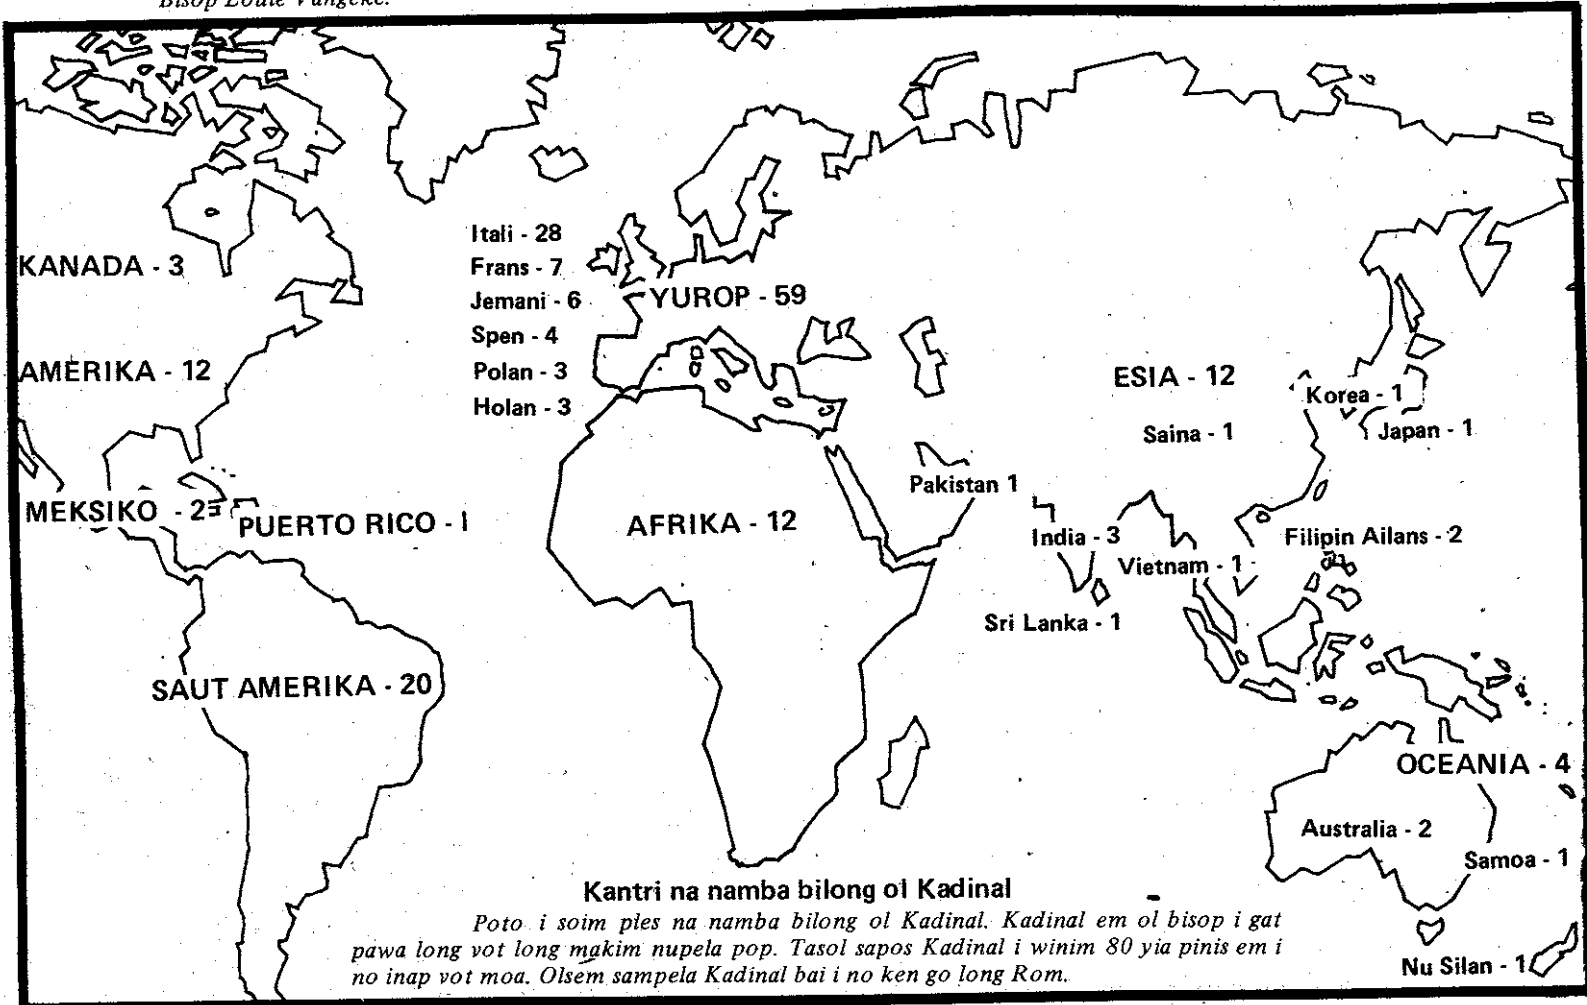 Bisop Louie Vangeke.
Itali - 28
KANADA - 3
Frans - 7
Jemani - 6
YUROP - 59
Spen - 4
AMERIKA - 12
Polan - 3
ESIA - 12
Korea - 1
Holan - 3
Saina - 1
Japan - 1
Pakistan 1
MEKSIKO - 2
PUERTO RICO - 1
AFRIKA - 12
India - 3
Filipin Ailans - 2
Vietnam - 1
Sri Lanka - 1
SAUT AMERIKA - 20
OCEANIA - 4
Australia - 2
Samoa - 1
Nu Silan - 1
Kantri na namba bilong ol Kadinal
Poto i soim ples na namba bilong ol Kadinal. Kadinal em ol bisop i gat
pawa long vot long makim nupela pop. Tasol sapos Kadinal i winim 80 yia pinis em i
no inap vot moa. Olsem sampela Kadinal bai i no ken go long Rom.